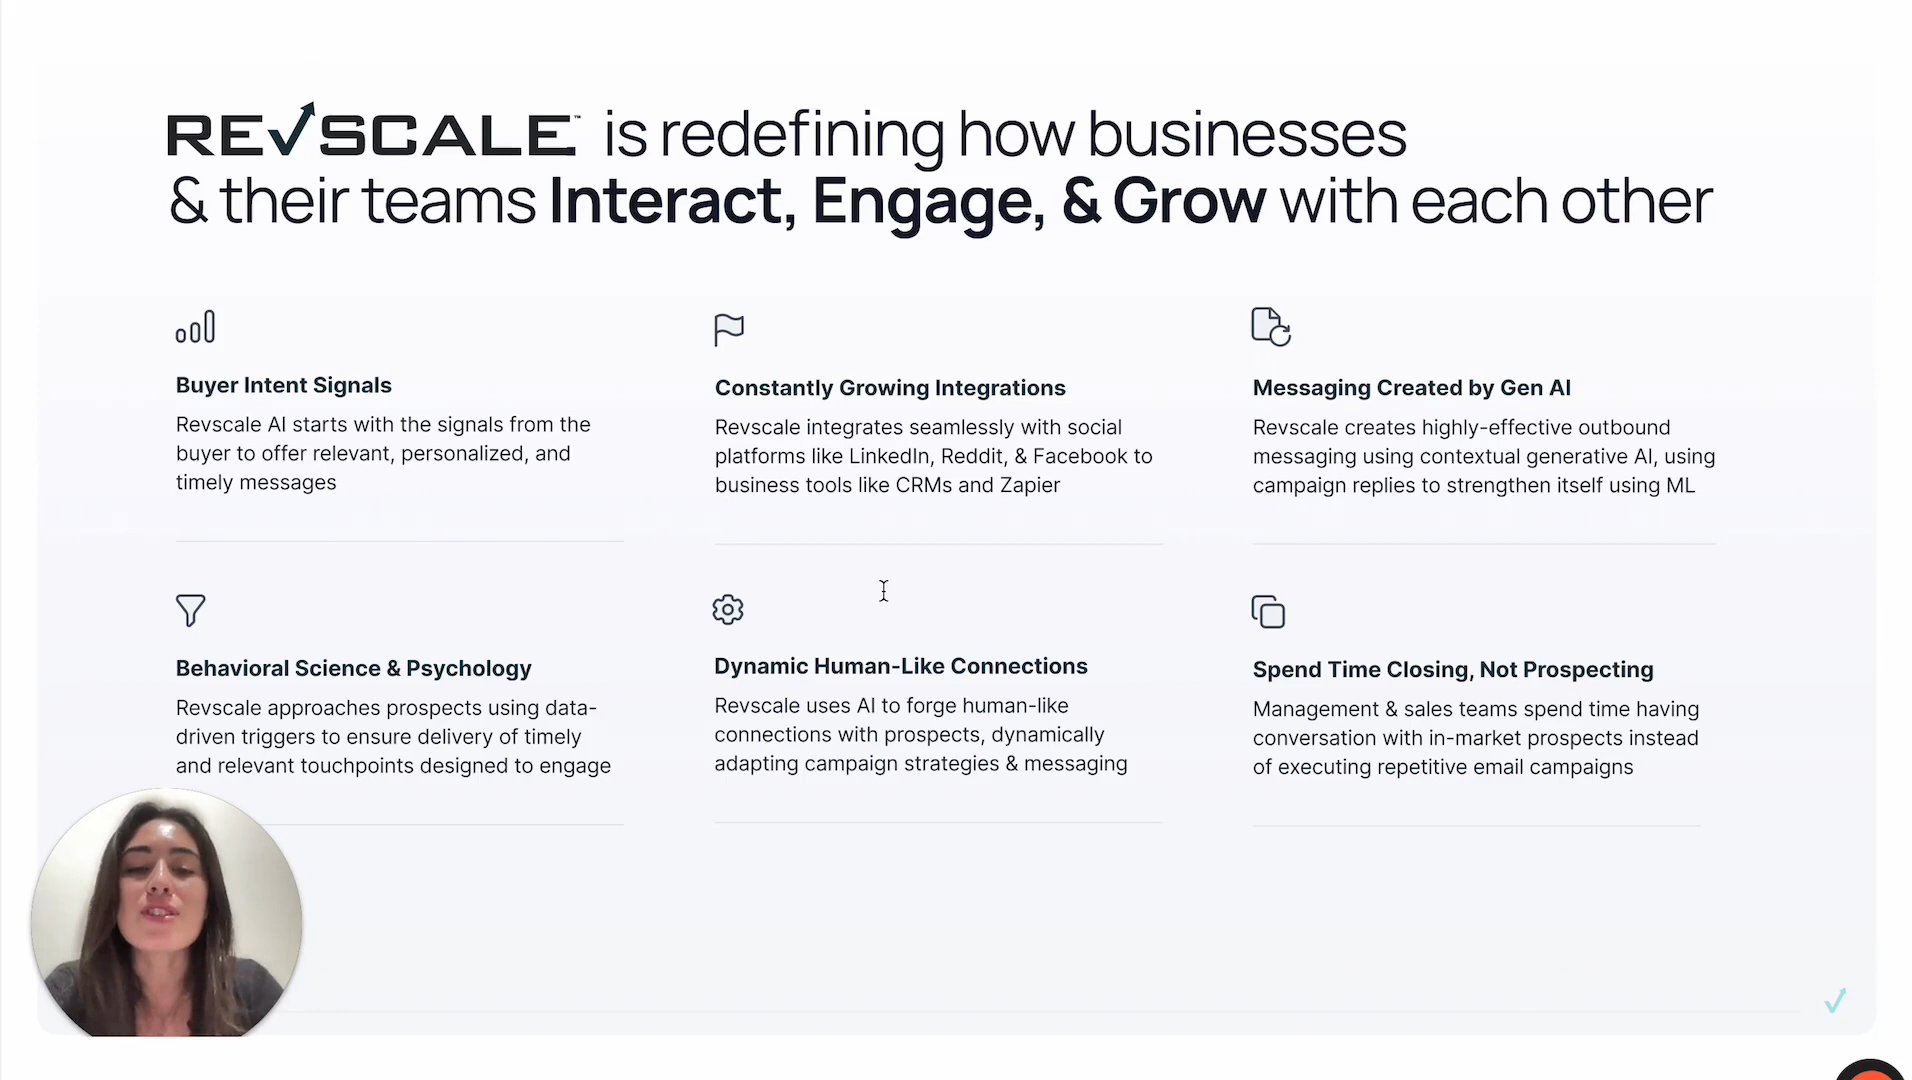 REVSCALE™ is redefining how businesses
& their teams Interact, Engage, & Grow with each other
Buyer Intent Signals
Revscale AI starts with the signals from the
buyer to offer relevant, personalized, and
timely messages
Constantly Growing Integrations
Revscale integrates seamlessly with social
platforms like LinkedIn, Reddit, & Facebook to
business tools like CRMs and Zapier
Messaging Created by Gen AI
Revscale creates highly-effective outbound
messaging using contextual generative AI, using
campaign replies to strengthen itself using ML
Behavioral Science & Psychology
Revscale approaches prospects using data-
driven triggers to ensure delivery of timely
and relevant touchpoints designed to engage
Dynamic Human-Like Connections
Revscale uses AI to forge human-like
connections with prospects, dynamically
adapting campaign strategies & messaging
Spend Time Closing, Not Prospecting
Management & sales teams spend time having
conversation with in-market prospects instead
of executing repetitive email campaigns